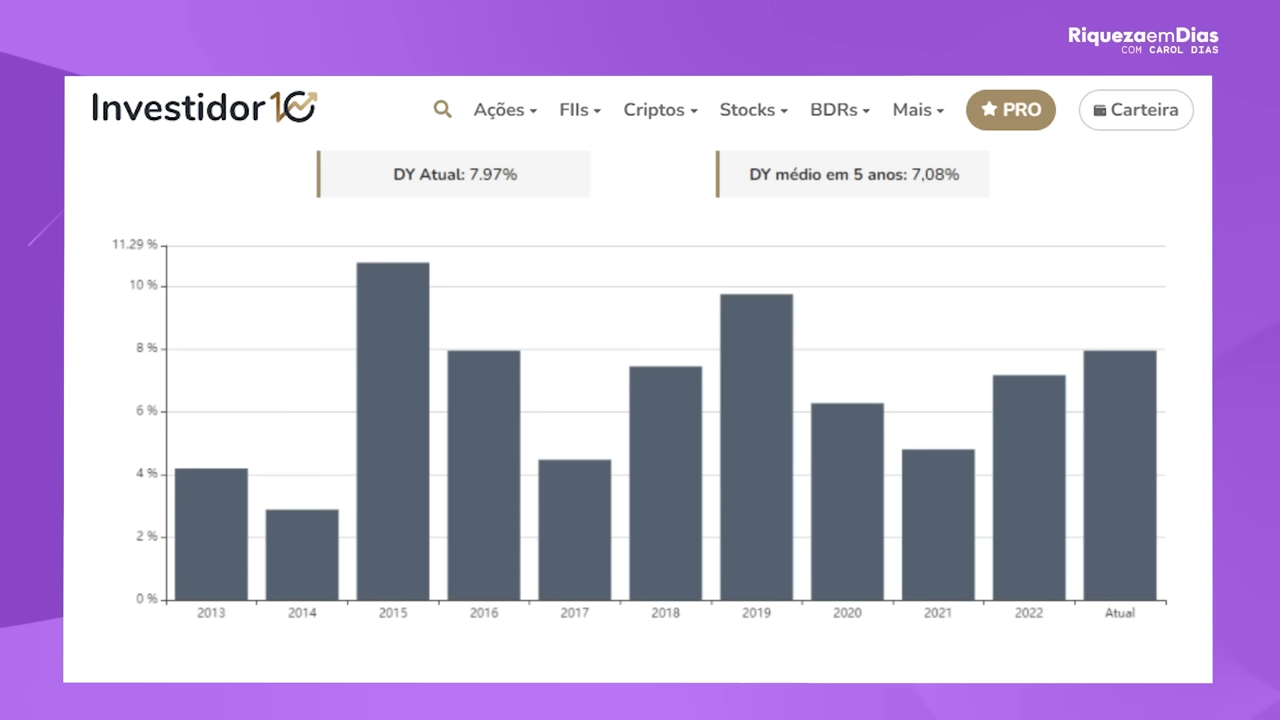 RiquezaemDias
COM CAROL DIAS
Investidor10
Ações
FIIs
Criptos
Stocks
BDRs
Mais
PRO
Carteira
DY Atual: 7.97%
DY médio em 5 anos: 7,08%
11.29 %
10 %
8 %
6 %
4 %
2 %
0 %
2013 2014 2015 2016 2017 2018 2019 2020 2021 2022 Atual